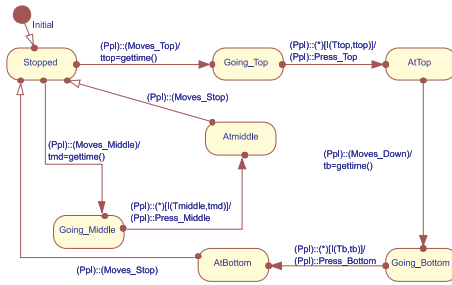 Initial
(Ppl)::(Moves_Top)/
ttop=gettime()
(Ppl)::(*)[I(Ttop,ttop)]/
(Ppl)::Press_Top
Stopped
Going_Top
AtTop
(Ppl)::(Moves_Stop)
Atmiddle
(Ppl)::(Moves_Middle)/
tmd=gettime()
(Ppl)::(Moves_Down)/
tb=gettime()
(Ppl)::(*)[I(Tmiddle,tmd)]/
(Ppl)::Press_Middle
Going_Middle
(Ppl)::(*)[I(Tb,tb)]/
(Ppl)::Press_Bottom
AtBottom
Going_Bottom
(Ppl)::(Moves_Stop)